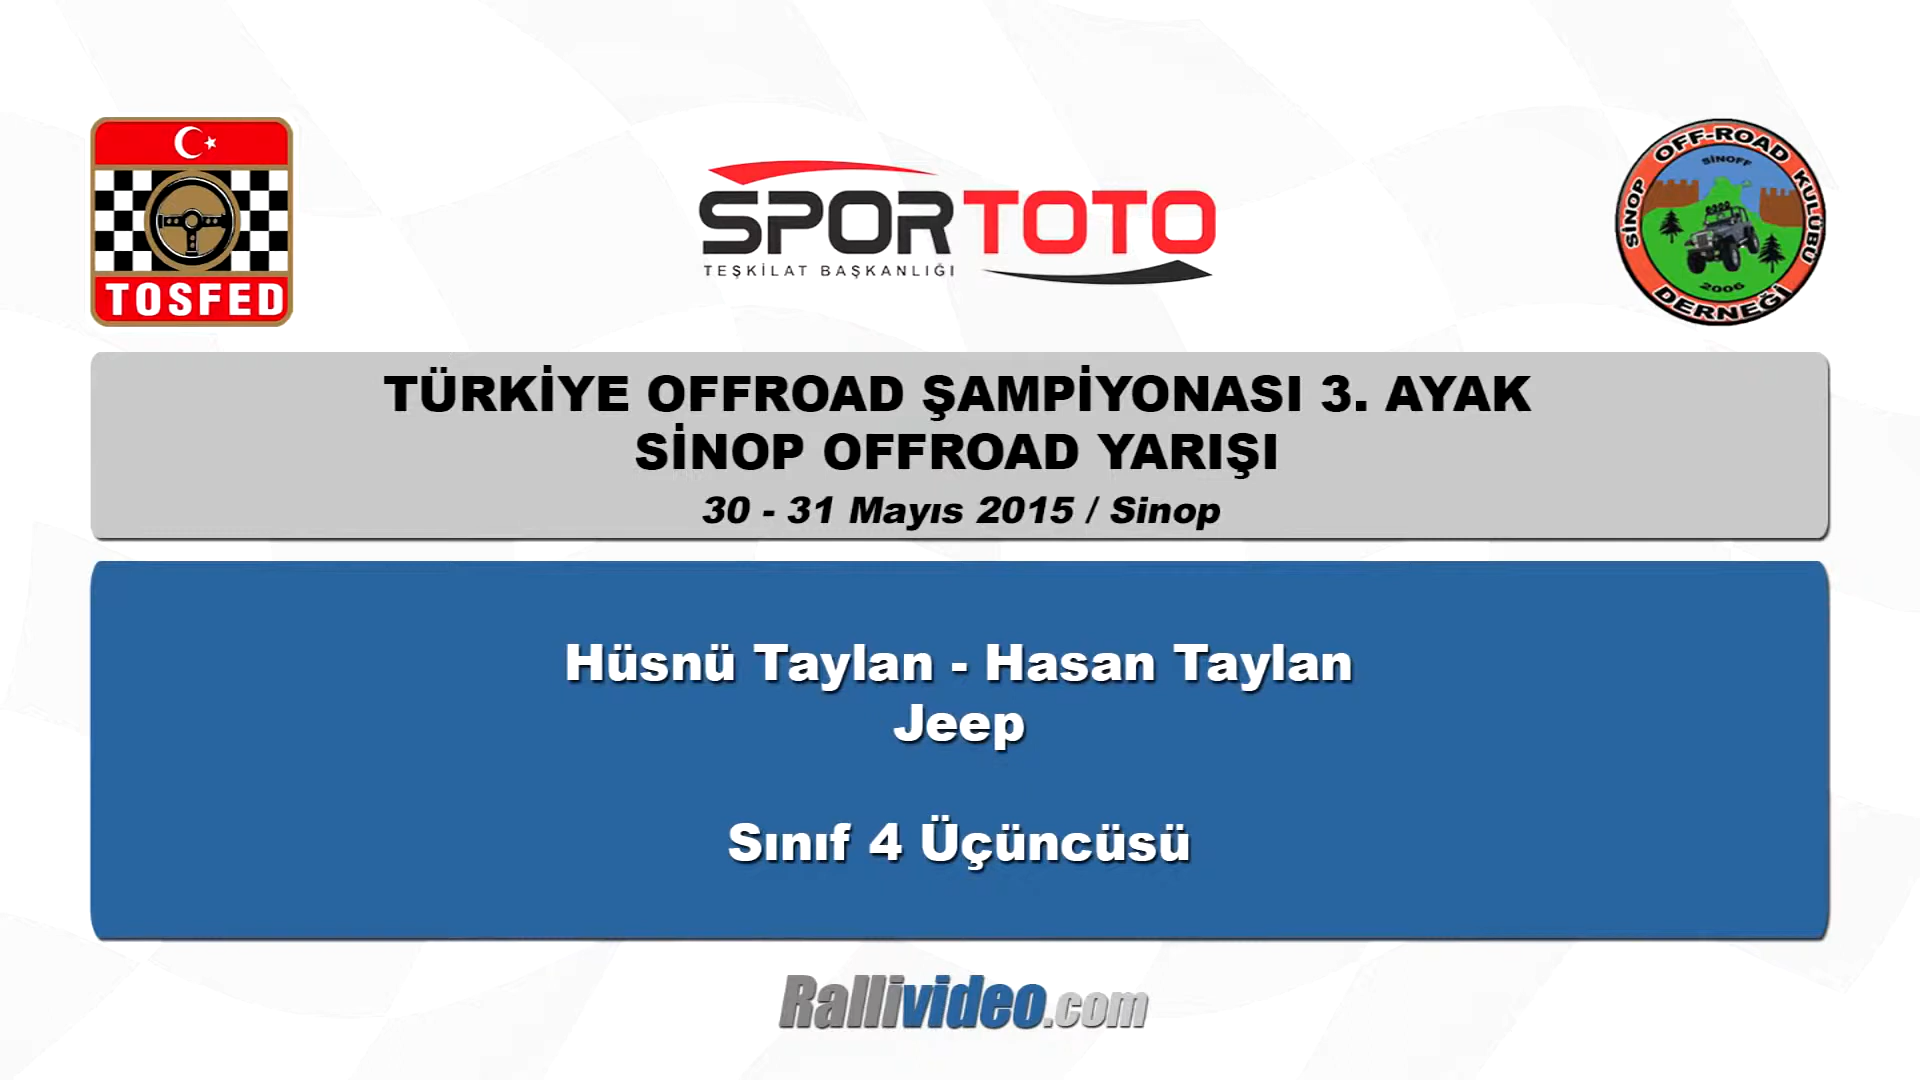 TOSFED
SPORTOTO
TEŞKİLAT BAŞKANLIĞI
SİNOP OFF-ROAD KULÜBÜ
SİNOFF
2006
DERNEĞİ
TÜRKİYE OFFROAD ŞAMPİYONASI 3. AYAK
SİNOP OFFROAD YARIŞI
30 - 31 Mayıs 2015 / Sinop
Hüsnü Taylan - Hasan Taylan
Jeep
Sınıf 4 Üçüncüsü
Rallivideo.com